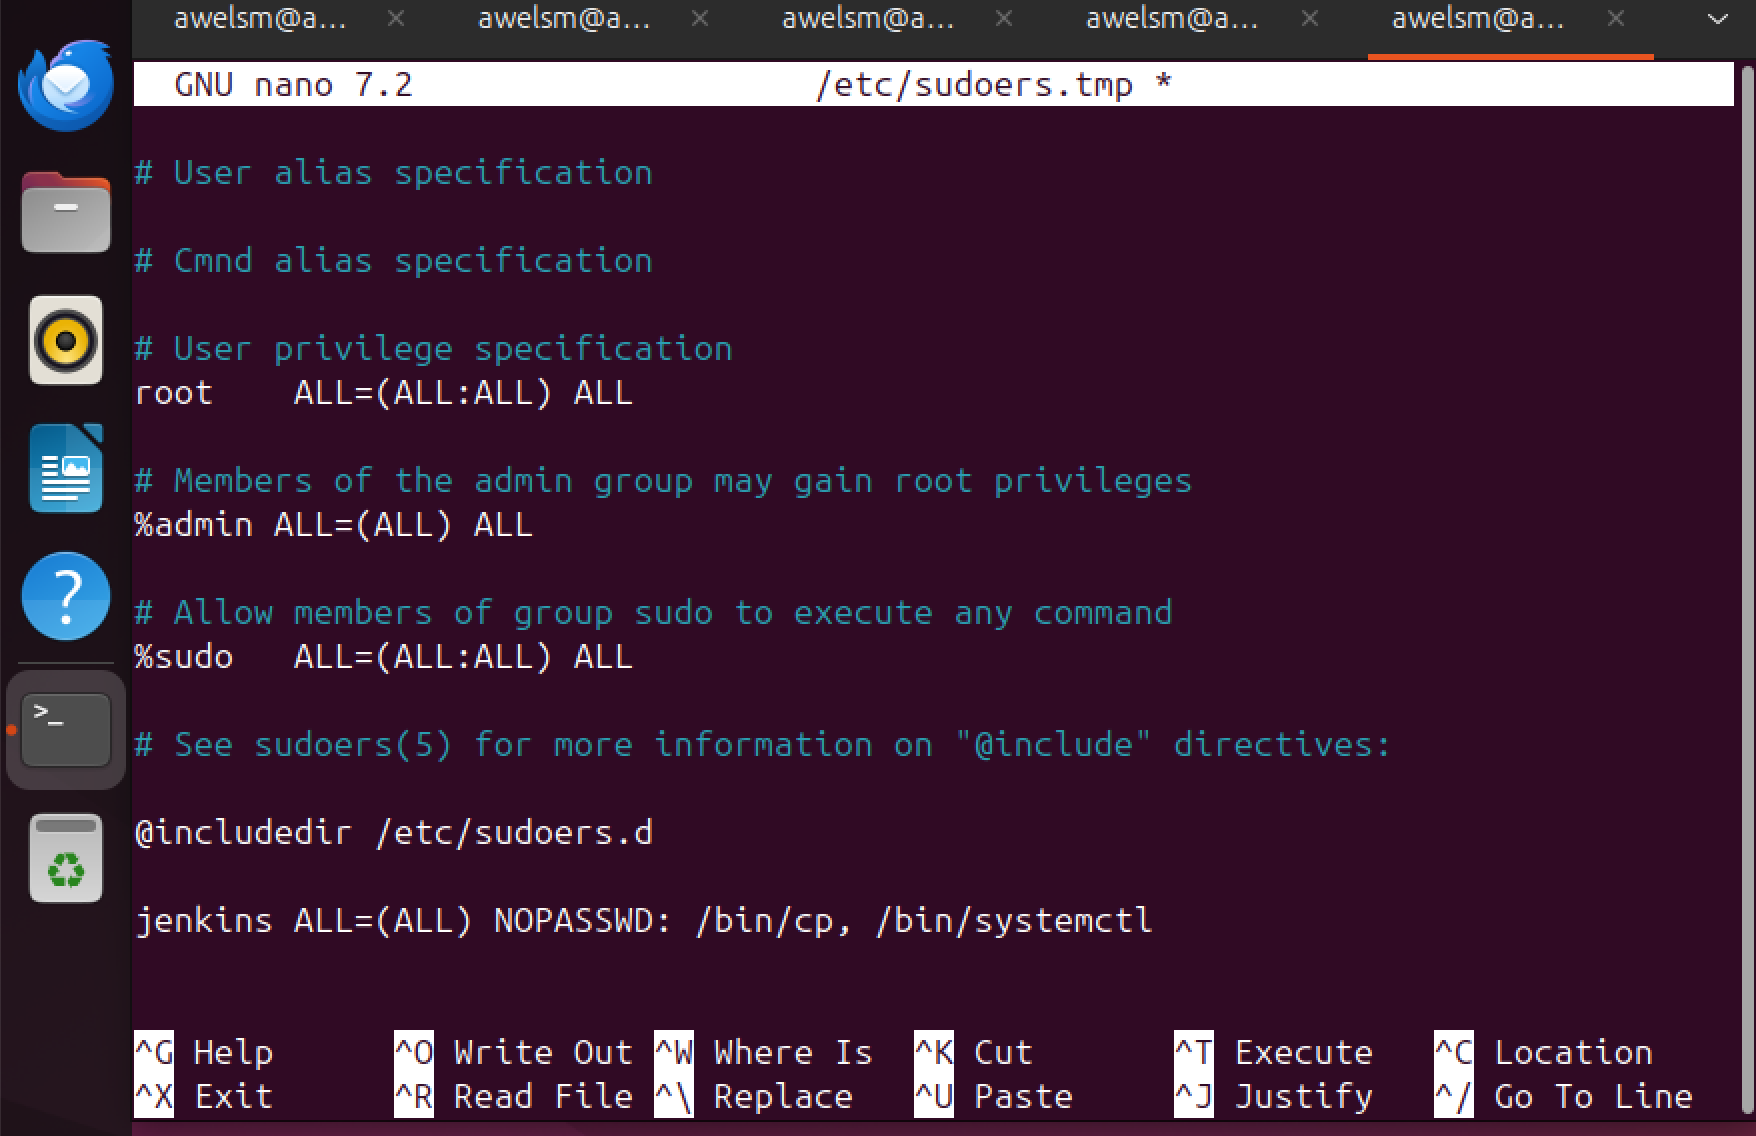 awelsm@a... × awelsm@a... × awelsm@a... × awelsm@a... × awelsm@a... ×
GNU nano 7.2 /etc/sudoers.tmp *
# User alias specification
# Cmnd alias specification
# User privilege specification
root ALL=(ALL:ALL) ALL
# Members of the admin group may gain root privileges
%admin ALL=(ALL) ALL
# Allow members of group sudo to execute any command
%sudo ALL=(ALL:ALL) ALL
# See sudoers(5) for more information on "@include" directives:
@includedir /etc/sudoers.d
jenkins ALL=(ALL) NOPASSWD: /bin/cp, /bin/systemctl
^G Help ^O Write Out ^W Where Is ^K Cut ^T Execute ^C Location
^X Exit ^R Read File ^\ Replace ^U Paste ^J Justify ^/ Go To Line